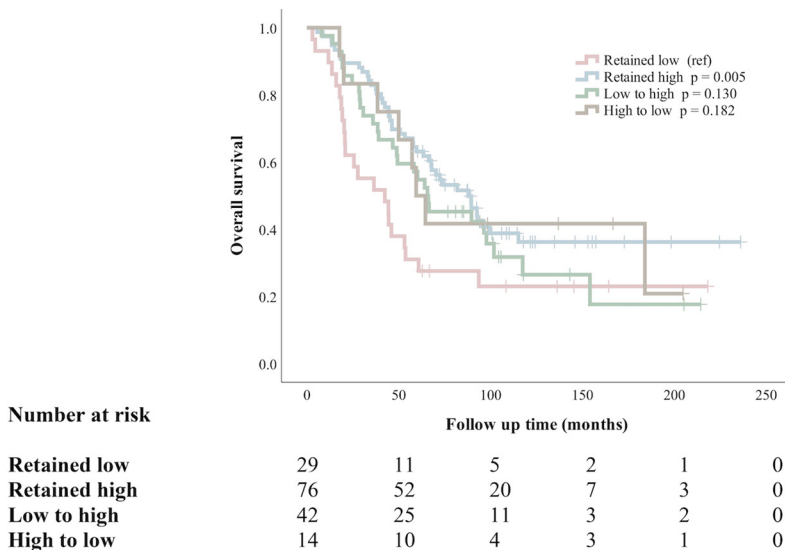 1.0
0.8
0.6
0.4
0.2
0.0
Overall survival
Retained low (ref)
Retained high p = 0.005
Low to high p = 0.130
High to low p = 0.182
0 50 100 150 200 250
Follow up time (months)
Number at risk
Retained low 29 11 5 2 1 0
Retained high 76 52 20 7 3 0
Low to high 42 25 11 3 2 0
High to low 14 10 4 3 1 0